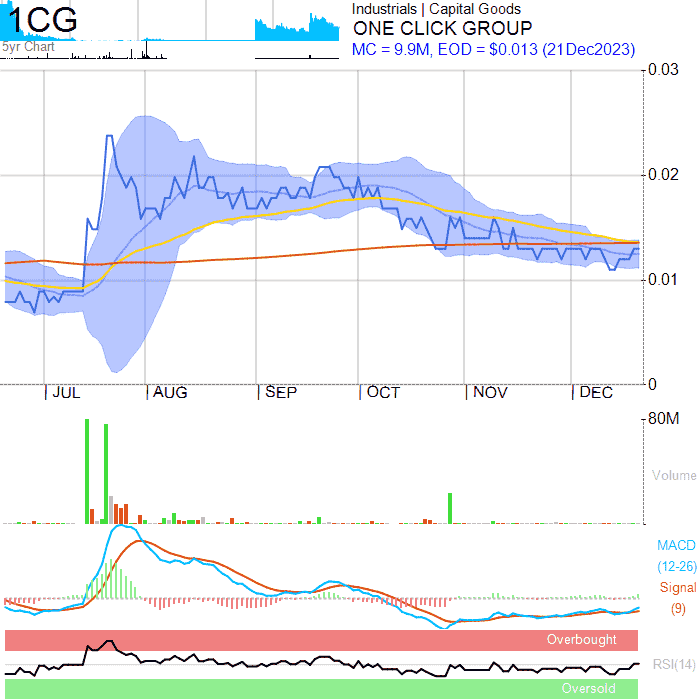 1CG
5yr Chart
Industrials | Capital Goods
ONE CLICK GROUP
MC = 9.9M, EOD = $0.013 (21Dec2023)
0.03
0.02
0.01
0
JUL
AUG
SEP
OCT
NOV
DEC
80M
Volume
MACD
(12-26)
Signal
(9)
Overbought
RSI(14)
Oversold